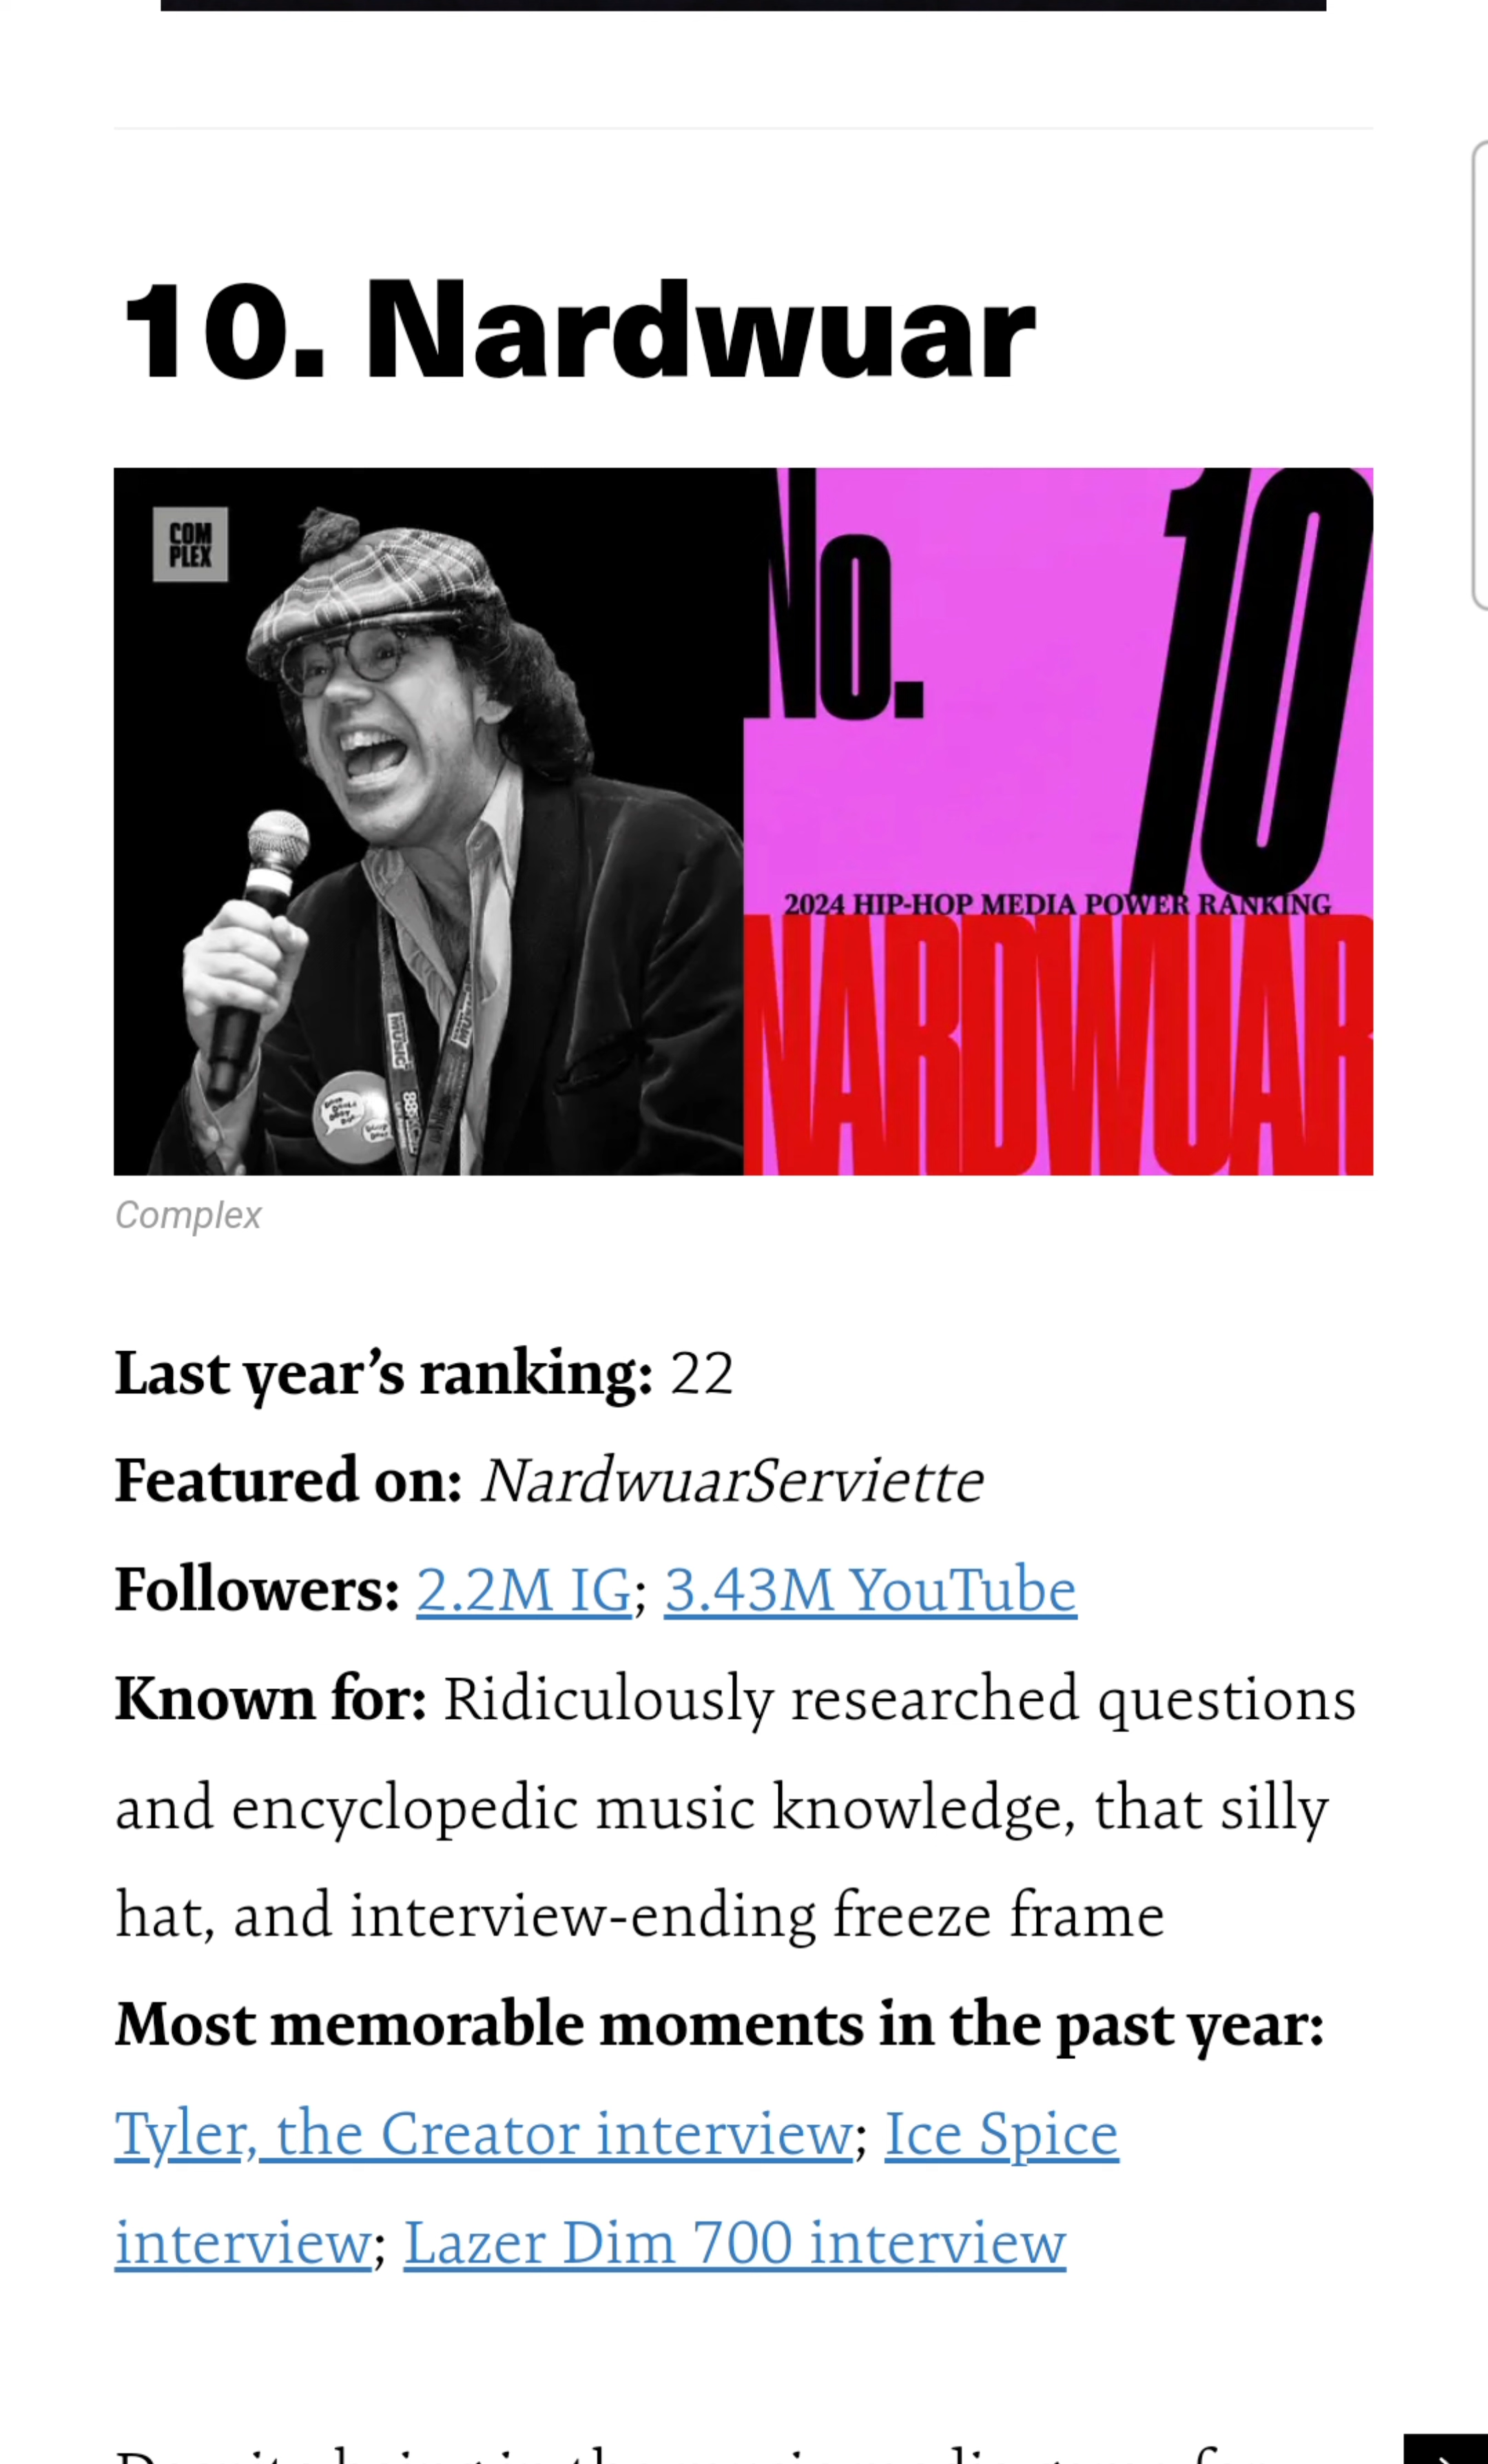 10. Nardwuar
COM
PLEX
No.
10
2024 HIP-HOP MEDIA POWER RANKING
NARDWUAR
Complex
Last year’s ranking: 22
Featured on: NardwuarServiette
Followers: 2.2M IG; 3.43M YouTube
Known for: Ridiculously researched questions
and encyclopedic music knowledge, that silly
hat, and interview-ending freeze frame
Most memorable moments in the past year:
Tyler, the Creator interview; Ice Spice
interview; Lazer Dim 700 interview